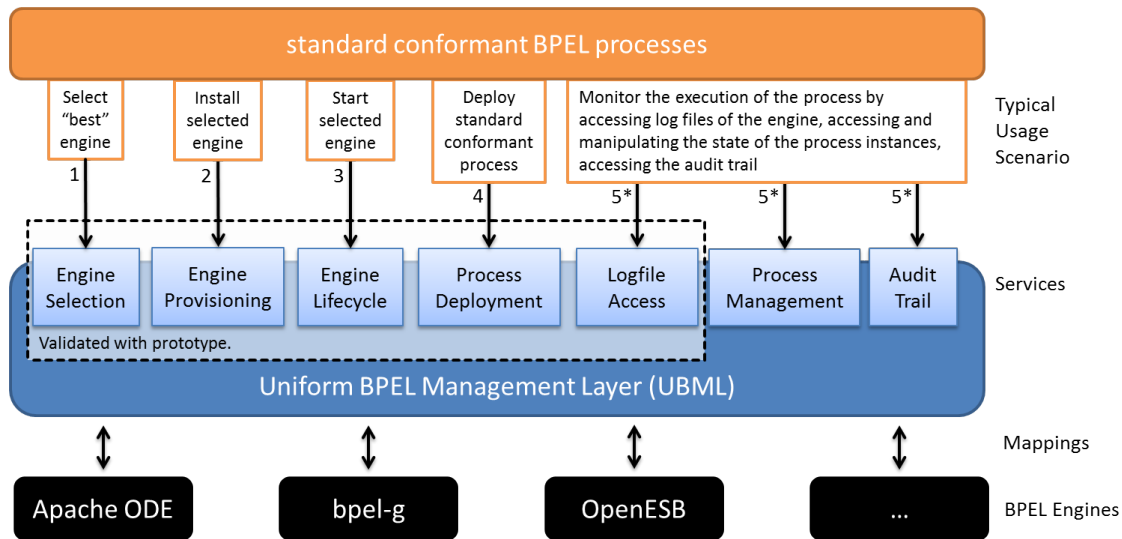 standard conformant BPEL processes
Select
“best”
engine
Install
selected
engine
Start
selected
engine
Deploy
standard
conformant
process
Monitor the execution of the process by
accessing log files of the engine, accessing and
manipulating the state of the process instances,
accessing the audit trail
Typical
Usage
Scenario
1
2
3
4
5*
5*
5*
Engine
Selection
Engine
Provisioning
Engine
Lifecycle
Process
Deployment
Logfile
Access
Process
Management
Audit
Trail
Services
Validated with prototype.
Uniform BPEL Management Layer (UBML)
Mappings
Apache ODE
bpel-g
OpenESB
...
BPEL Engines